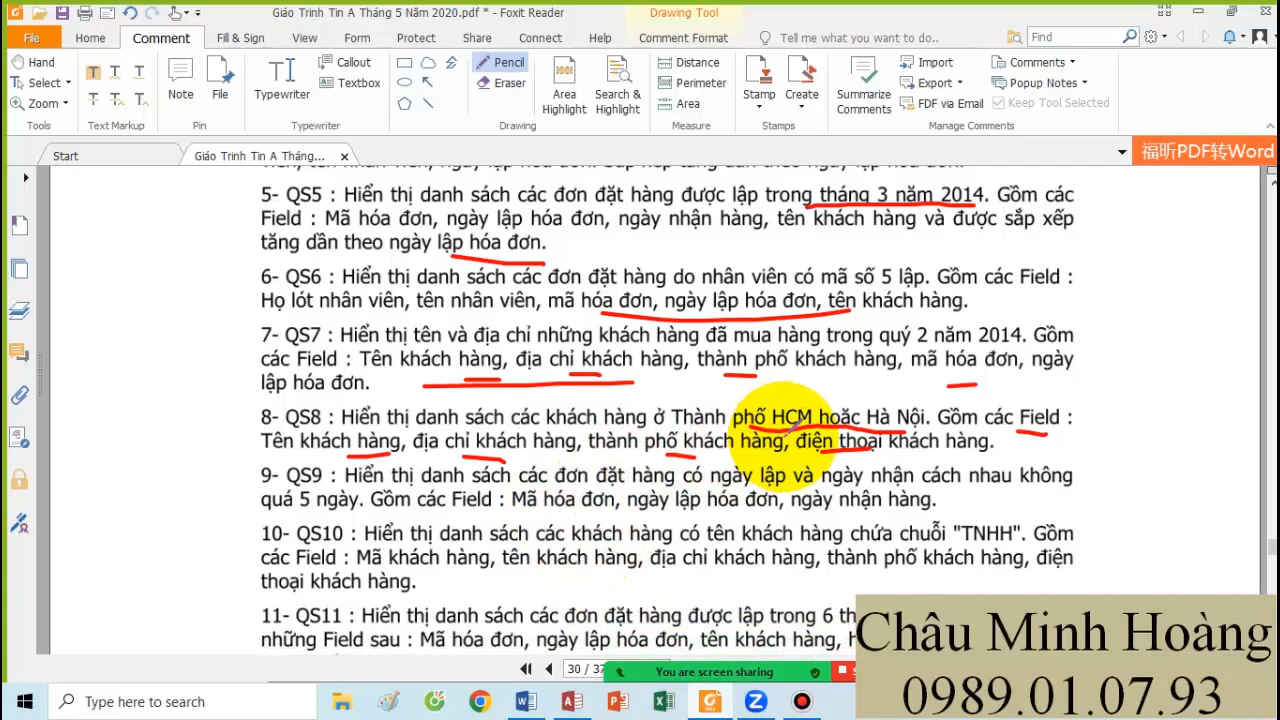 Giáo Trình Tin A Tháng 5 Năm 2020.pdf * - Foxit Reader
Drawing Tool
File Home Comment Fill & Sign View Form Protect Share Connect Help Comment Format Tell me what you want to do.. Find
Hand Select Zoom Tools
T T T T T T Text Markup
Note File Pin
Typewriter Callout Textbox Typewriter
Pencil Eraser Area Highlight Search & Highlight Drawing
Distance Perimeter Area Measure
Stamp Create Stamps
Summarize Comments Import Export FDF via Email Comments Popup Notes Keep Tool Selected Manage Comments
Start Giáo Trình Tin A Tháng... 福昕PDF转Word
5- QS5 : Hiển thị danh sách các đơn đặt hàng được lập trong tháng 3 năm 2014. Gồm các
Field : Mã hóa đơn, ngày lập hóa đơn, ngày nhận hàng, tên khách hàng và được sắp xếp
tăng dần theo ngày lập hóa đơn.
6- QS6 : Hiển thị danh sách các đơn đặt hàng do nhân viên có mã số 5 lập. Gồm các Field :
Họ lót nhân viên, tên nhân viên, mã hóa đơn, ngày lập hóa đơn, tên khách hàng.
7- QS7 : Hiển thị tên và địa chỉ những khách hàng đã mua hàng trong quý 2 năm 2014. Gồm
các Field : Tên khách hàng, địa chỉ khách hàng, thành phố khách hàng, mã hóa đơn, ngày
lập hóa đơn.
8- QS8 : Hiển thị danh sách các khách hàng ở Thành phố HCM hoặc Hà Nội. Gồm các Field :
Tên khách hàng, địa chỉ khách hàng, thành phố khách hàng, điện thoại khách hàng.
9- QS9 : Hiển thị danh sách các đơn đặt hàng có ngày lập và ngày nhận cách nhau không
quá 5 ngày. Gồm các Field : Mã hóa đơn, ngày lập hóa đơn, ngày nhận hàng.
10- QS10 : Hiển thị danh sách các khách hàng có tên khách hàng chứa chuỗi "TNHH". Gồm
các Field : Mã khách hàng, tên khách hàng, địa chỉ khách hàng, thành phố khách hàng, điện
thoại khách hàng.
11- QS11 : Hiển thị danh sách các đơn đặt hàng được lập trong 6 th
những Field sau : Mã hóa đơn, ngày lập hóa đơn, tên khách hàng, h
Châu Minh Hoàng
0989.01.07.93
30 / 37
You are screen sharing
Type here to search